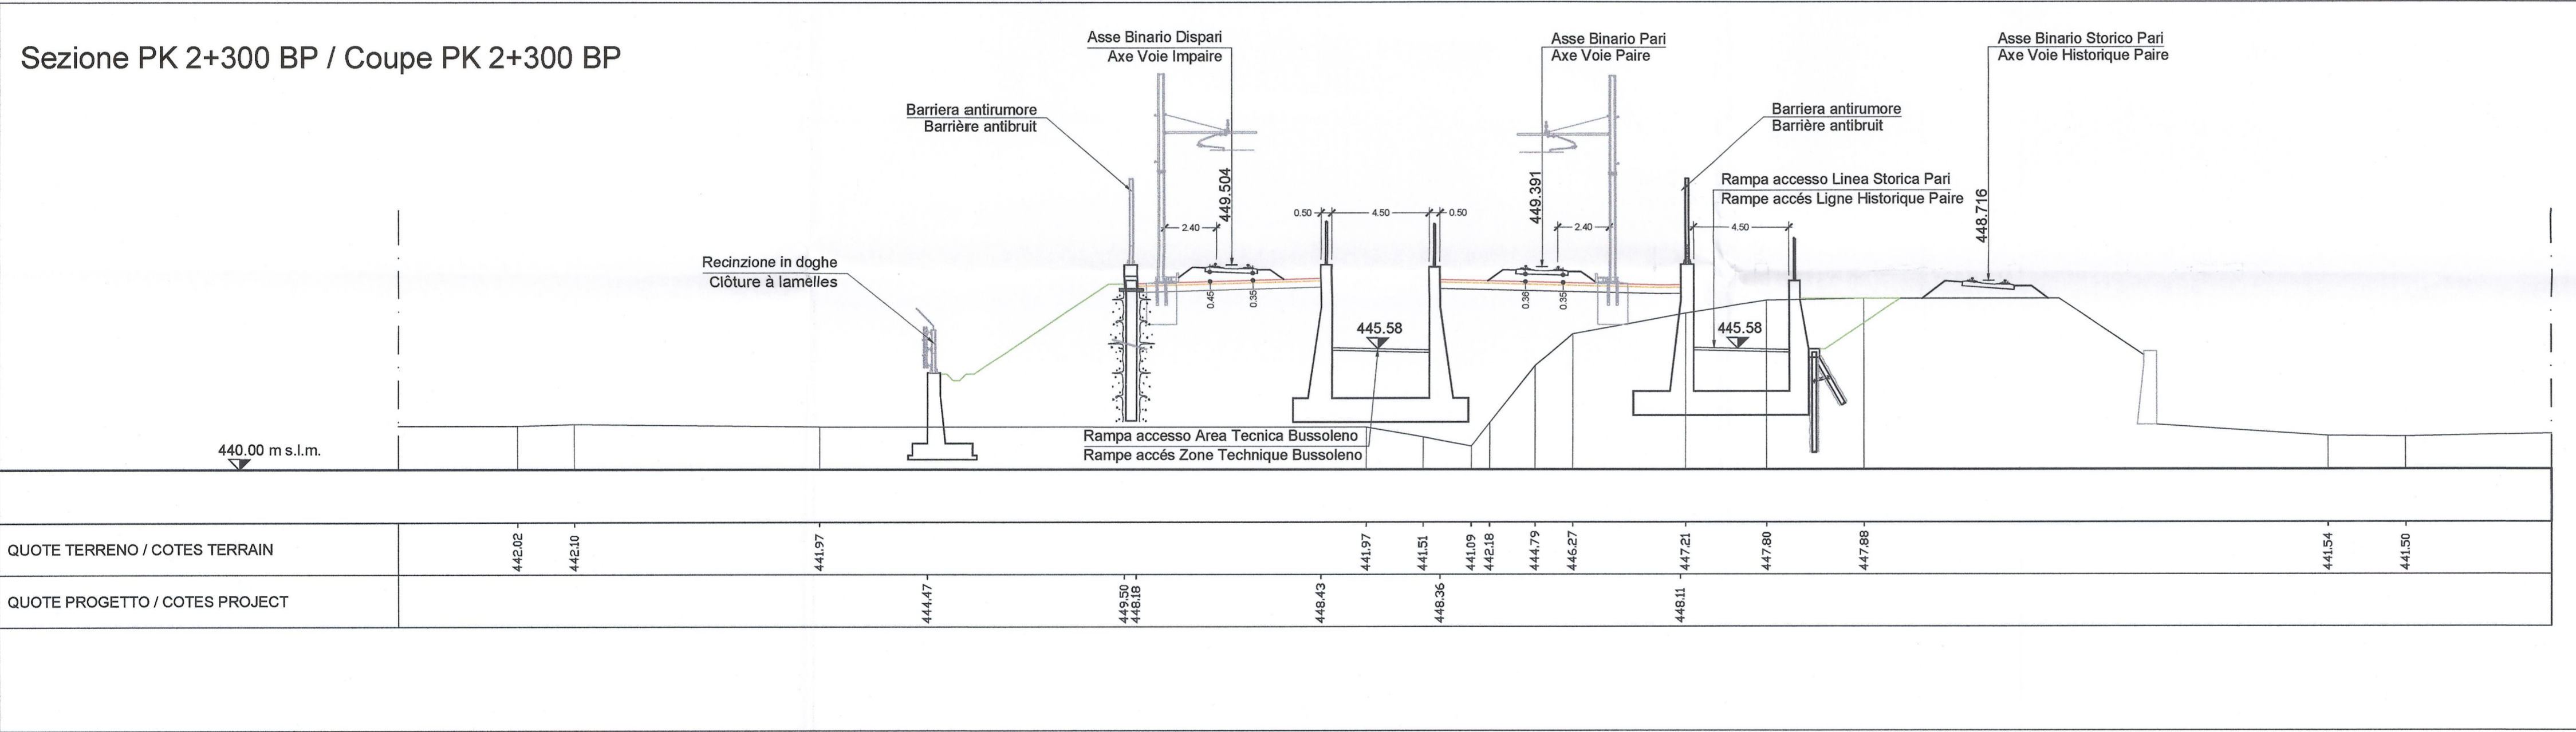 Sezione PK 2+300 BP / Coupe PK 2+300 BP
Asse Binario Dispari
Axe Voie Impaire
Asse Binario Pari
Axe Voie Paire
Asse Binario Storico Pari
Axe Voie Historique Paire
Barriera antirumore
Barrière antibruit
Barriera antirumore
Barrière antibruit
Rampa accesso Linea Storica Pari
Rampe accés Ligne Historique Paire
449.504
449.391
448.716
0.50
4.50
0.50
2.40
2.40
4.50
Recinzione in doghe
Clôture à lamelles
0.45
0.35
0.36
0.35
445.58
445.58
Rampa accesso Area Tecnica Bussoleno
Rampe accés Zone Technique Bussoleno
440.00 m s.l.m.
QUOTE TERRENO / COTES TERRAIN
442.02
442.10
441.97
441.97
441.51
441.09
442.18
444.79
446.27
447.21
447.80
447.88
441.54
441.50
QUOTE PROGETTO / COTES PROJECT
444.47
449.50
448.18
448.43
448.36
448.11